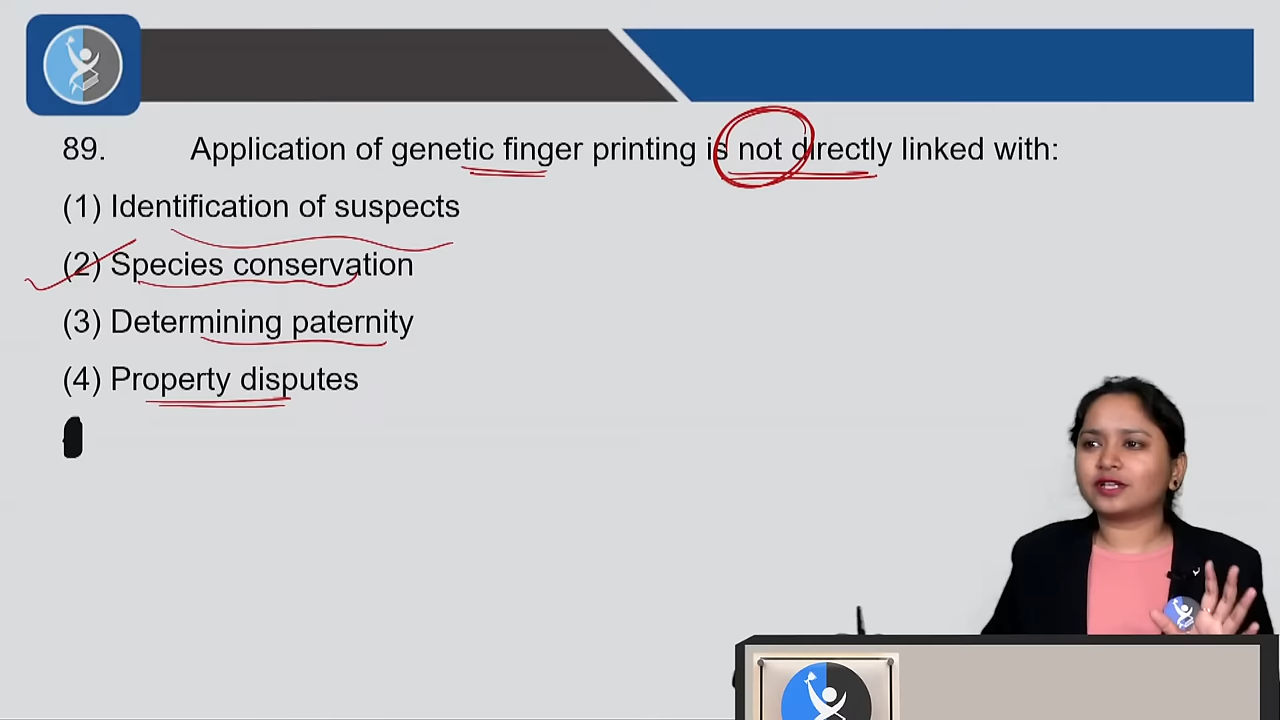 89. Application of genetic finger printing is not directly linked with:
(1) Identification of suspects
(2) Species conservation
(3) Determining paternity
(4) Property disputes